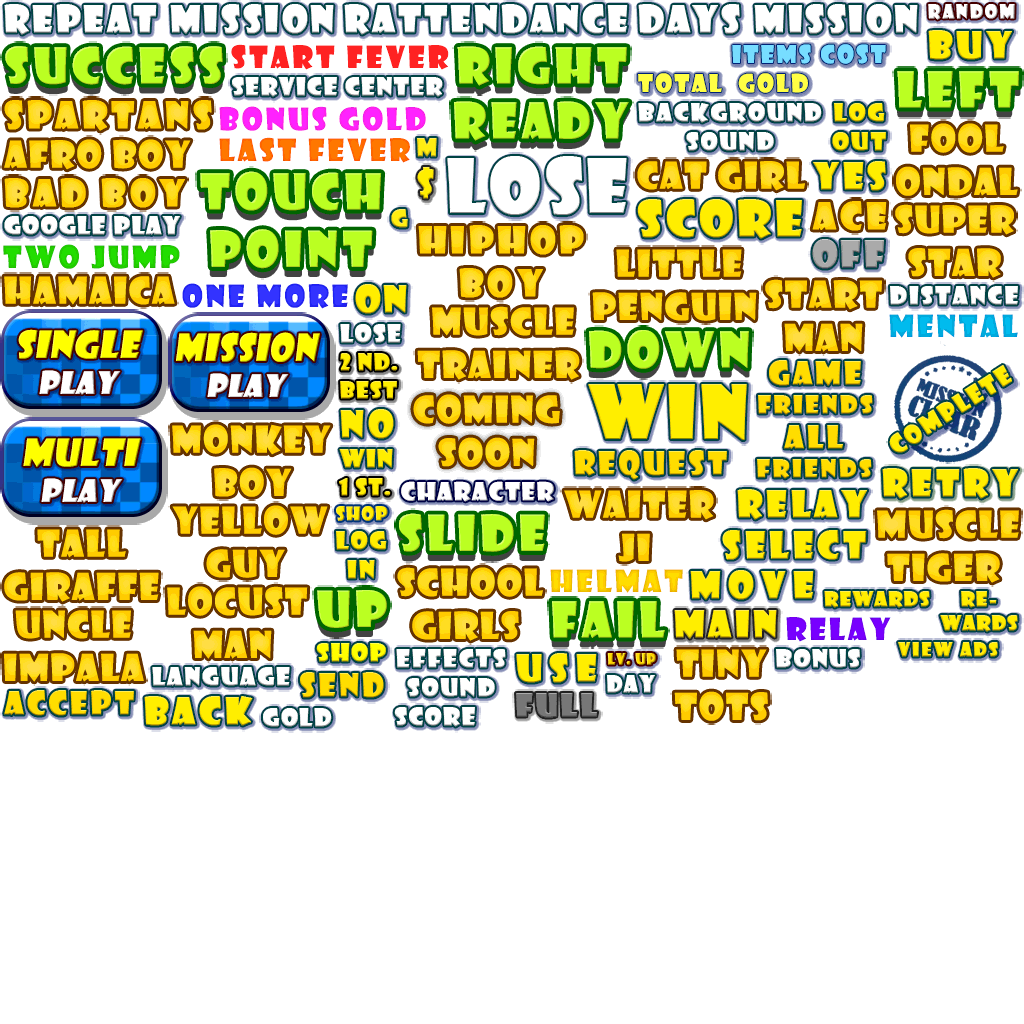 REPEAT MISSION
RATTENDANCE DAYS MISSION
RANDOM
SUCCESS
START FEVER
SERVICE CENTER
RIGHT
ITEMS COST
TOTAL GOLD
BUY
LEFT
SPARTANS
BONUS GOLD
READY
BACKGROUND
SOUND
LOG
OUT
FOOL
AFRO BOY
LAST FEVER
M
$
G
LOSE
CAT GIRL
YES
ONDAL
BAD BOY
TOUCH
POINT
SCORE
ACE
SUPER
STAR
GOOGLE PLAY
TWO JUMP
HIPHOP
BOY
LITTLE
PENGUIN
OFF
HAMAICA
ONE MORE
ON
MUSCLE
TRAINER
START
MAN
DISTANCE
MENTAL
SINGLE
PLAY
MISSION
PLAY
LOSE
2 ND.
BEST
DOWN
GAME
FRIENDS
MISSION
CLEAR
COMPLETE
MULTI
PLAY
MONKEY
BOY
NO
WIN
1 ST.
COMING
SOON
WIN
REQUEST
ALL
FRIENDS
RETRY
CHARACTER
WAITER
JI
RELAY
SELECT
MUSCLE
TIGER
TALL
GIRAFFE
YELLOW
GUY
SHOP
LOG
IN
SLIDE
SCHOOL
GIRLS
HELMAT
MOVE
REWARDS
RE-
WARDS
UNCLE
IMPALA
LOCUST
MAN
UP
FAIL
MAIN
RELAY
VIEW ADS
SHOP
EFFECTS
SOUND
USE
LV. UP
DAY
TINY
TOTS
BONUS
ACCEPT
LANGUAGE
BACK
SEND
GOLD
SCORE
FULL